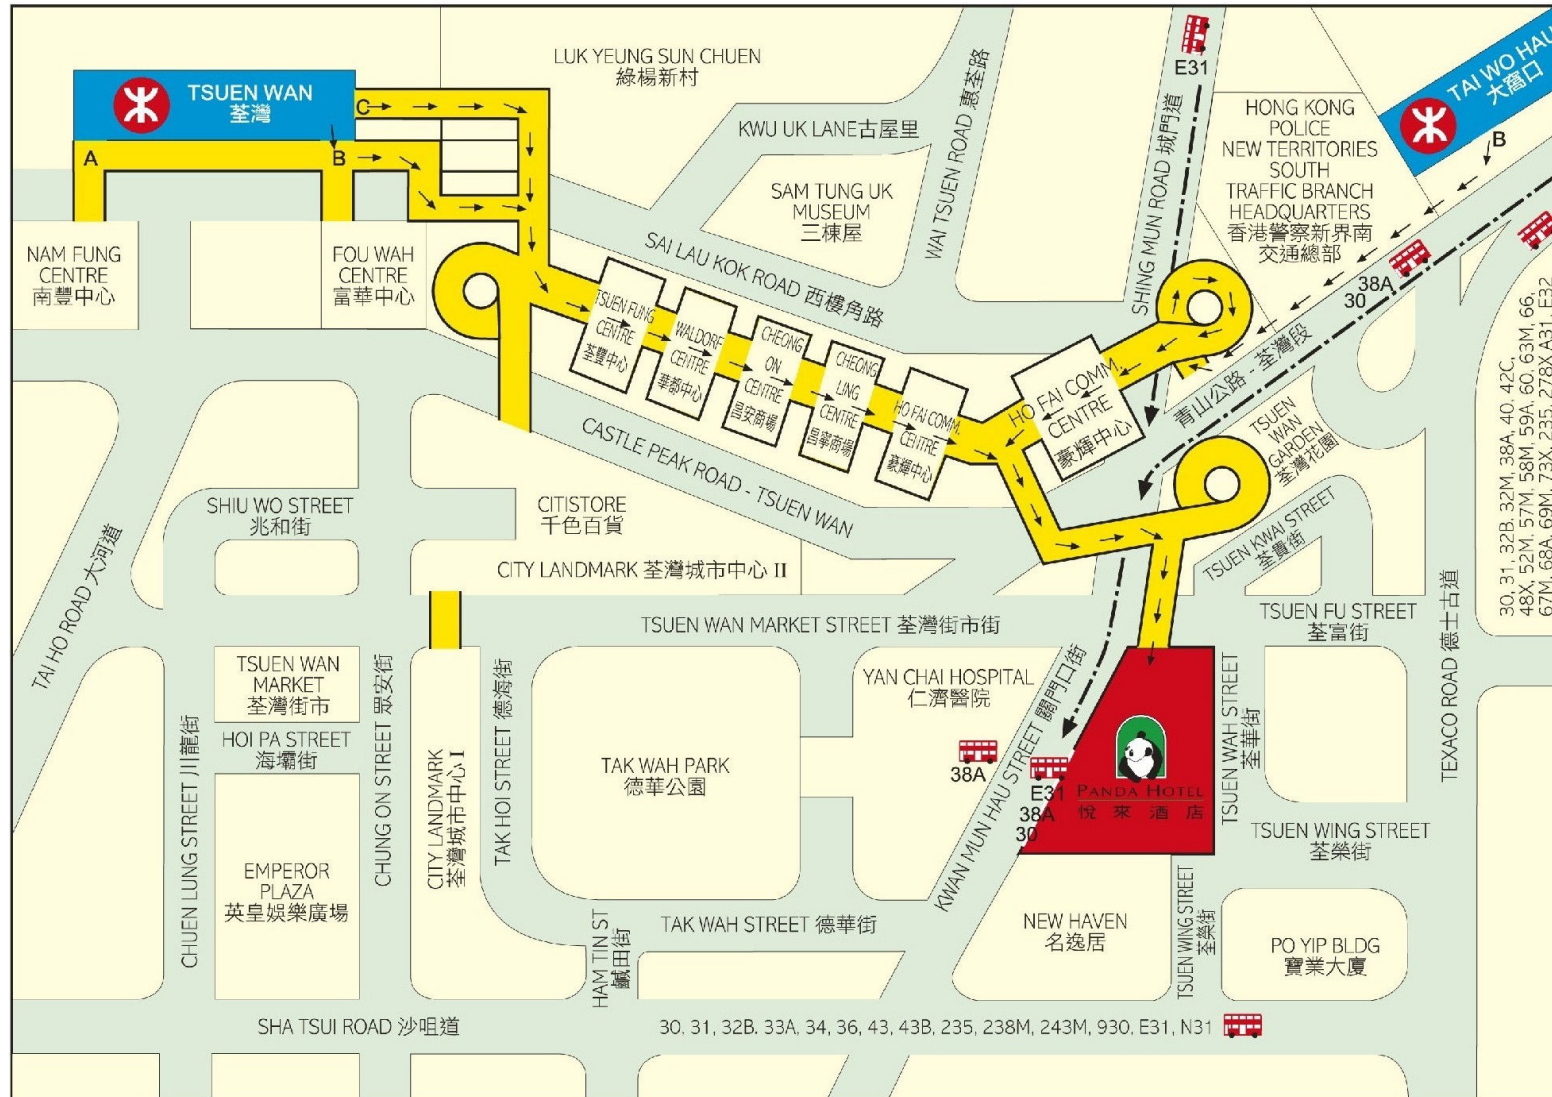 LUK YEUNG SUN CHUEN
綠楊新村
E31
TAI WO HAU
大窩口
B
TSUEN WAN
荃灣
C
A
B
KWU UK LANE古屋里
WAI TSUEN ROAD 惠荃路
SHING MUN ROAD 城門道
HONG KONG
POLICE
NEW TERRITORIES
SOUTH
TRAFFIC BRANCH
HEADQUARTERS
香港警察新界南
交通總部
SAM TUNG UK
MUSEUM
三棟屋
SAI LAU KOK ROAD 西樓角路
NAM FUNG
CENTRE
南豐中心
FOU WAH
CENTRE
富華中心
38A
30
TSUEN FUNG
CENTRE
荃豐中心
WALDORF
CENTRE
華都中心
CHEONG
ON
CENTRE
昌安商場
CHEONG
LING
CENTRE
昌寧商場
HO FAI COMM.
CENTRE
豪輝中心
HO FAI COMM.
CENTRE
豪輝中心
青山公路 - 荃灣段
TSUEN
WAN
GARDEN
荃灣花園
30, 31, 32B, 32M, 38A, 40, 42C,
48X, 52M, 57M, 58M, 59A, 60, 63M, 66,
67M, 68A, 69M, 73X, 235, 278X A31, E32
CASTLE PEAK ROAD - TSUEN WAN
SHIU WO STREET
兆和街
CITISTORE
千色百貨
TAI HO ROAD 大河道
CITY LANDMARK 荃灣城市中心 II
TSUEN KWAI STREET
荃貴街
TSUEN WAN MARKET STREET 荃灣街市街
TSUEN FU STREET
荃富街
TSUEN WAN
MARKET
荃灣街市
YAN CHAI HOSPITAL
仁濟醫院
HOI PA STREET
海壩街
CHUEN LUNG STREET 川龍街
CHUNG ON STREET 眾安街
CITY LANDMARK
荃灣城市中心 I
TAK HOI STREET 德海街
TAK WAH PARK
德華公園
KWAN MUN HAU STREET 關門口街
38A
E31
38A
30
PANDA HOTEL
悅來酒店
TSUEN WAH STREET
荃華街
TEXACO ROAD 德士古道
TSUEN WING STREET
荃榮街
EMPEROR
PLAZA
英皇娛樂廣場
HAM TIN ST
鹹田街
TAK WAH STREET 德華街
NEW HAVEN
名逸居
TSUEN WING STREET
荃榮街
PO YIP BLDG
寶業大廈
SHA TSUI ROAD 沙咀道
30, 31, 32B, 33A, 34, 36, 43, 43B, 235, 238M, 243M, 930, E31, N31